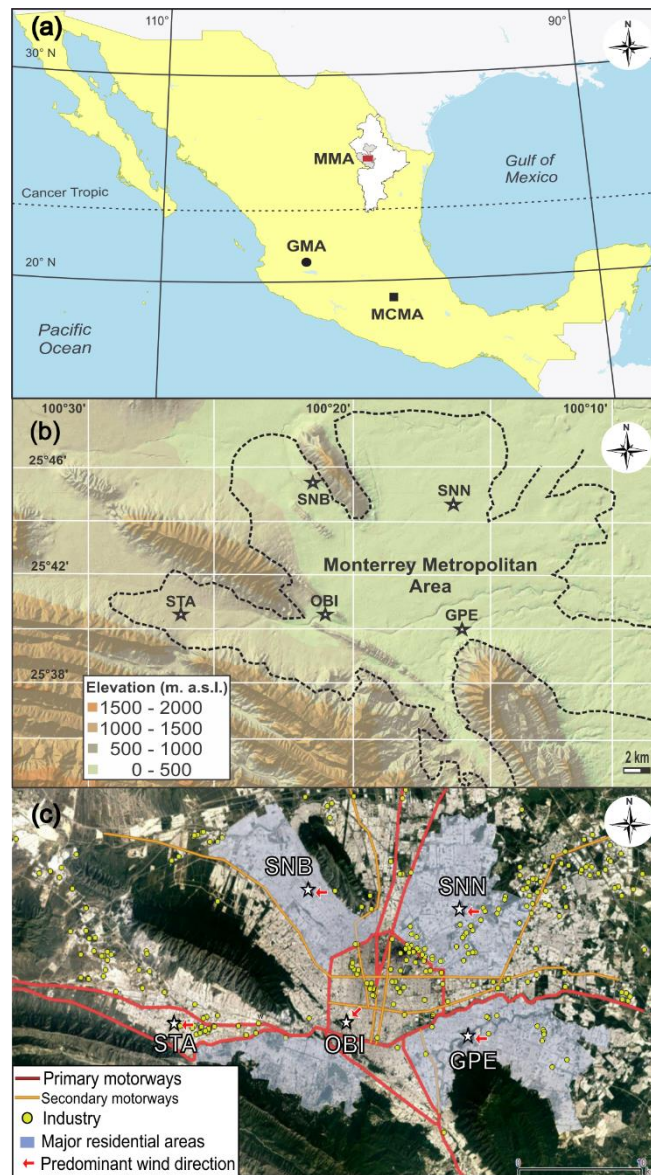 (a)
110°
90°
30° N
N
MMA
Gulf of
Mexico
Cancer Tropic
GMA
20° N
MCMA
Pacific
Ocean
100°30'
100°20'
100°10'
(b)
N
25°46'
SNB
SNN
25°42'
Monterrey Metropolitan
Area
STA
OBI
GPE
25°38'
Elevation (m. a.s.l.)
1500 - 2000
1000 - 1500
500 - 1000
0 - 500
2 km
(c)
N
SNB
SNN
STA
OBI
GPE
Primary motorways
Secondary motorways
Industry
Major residential areas
Predominant wind direction